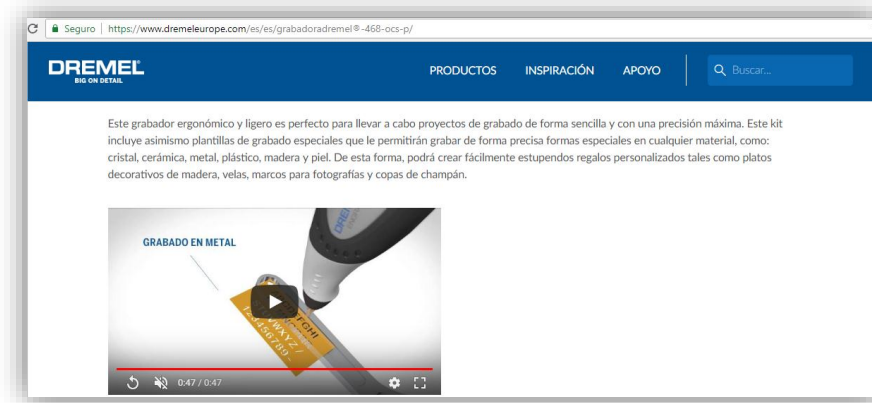 Seguro | https://www.dremeleurope.com/es/es/grabadoradremel®-468-ocs-p/
DREMEL®
BIG ON DETAIL
PRODUCTOS INSPIRACIÓN APOYO
Buscar...
Este grabador ergonómico y ligero es perfecto para llevar a cabo proyectos de grabado de forma sencilla y con una precisión máxima. Este kit
incluye asimismo plantillas de grabado especiales que le permitirán grabar de forma precisa formas especiales en cualquier material, como:
cristal, cerámica, metal, plástico, madera y piel. De esta forma, podrá crear fácilmente estupendos regalos personalizados tales como platos
decorativos de madera, velas, marcos para fotografías y copas de champán.
GRABADO EN METAL
0:47 / 0:47